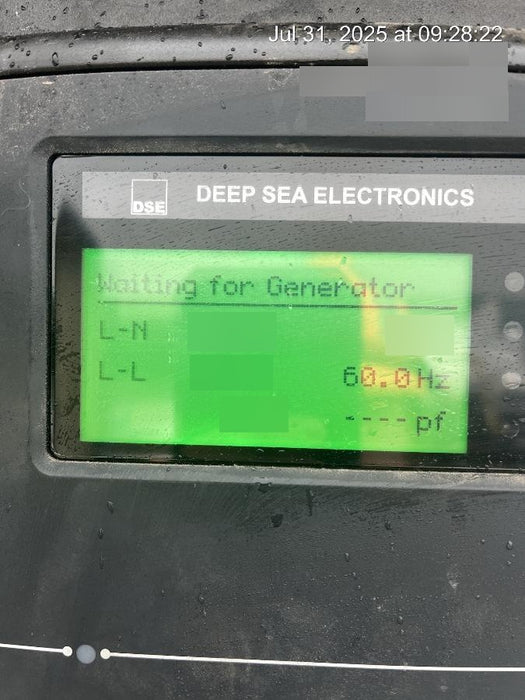 Jul 31, 2025 at 09:28:22
DSE DEEP SEA ELECTRONICS
Waiting for Generator
L-N
L-L 60.0Hz
---- pf